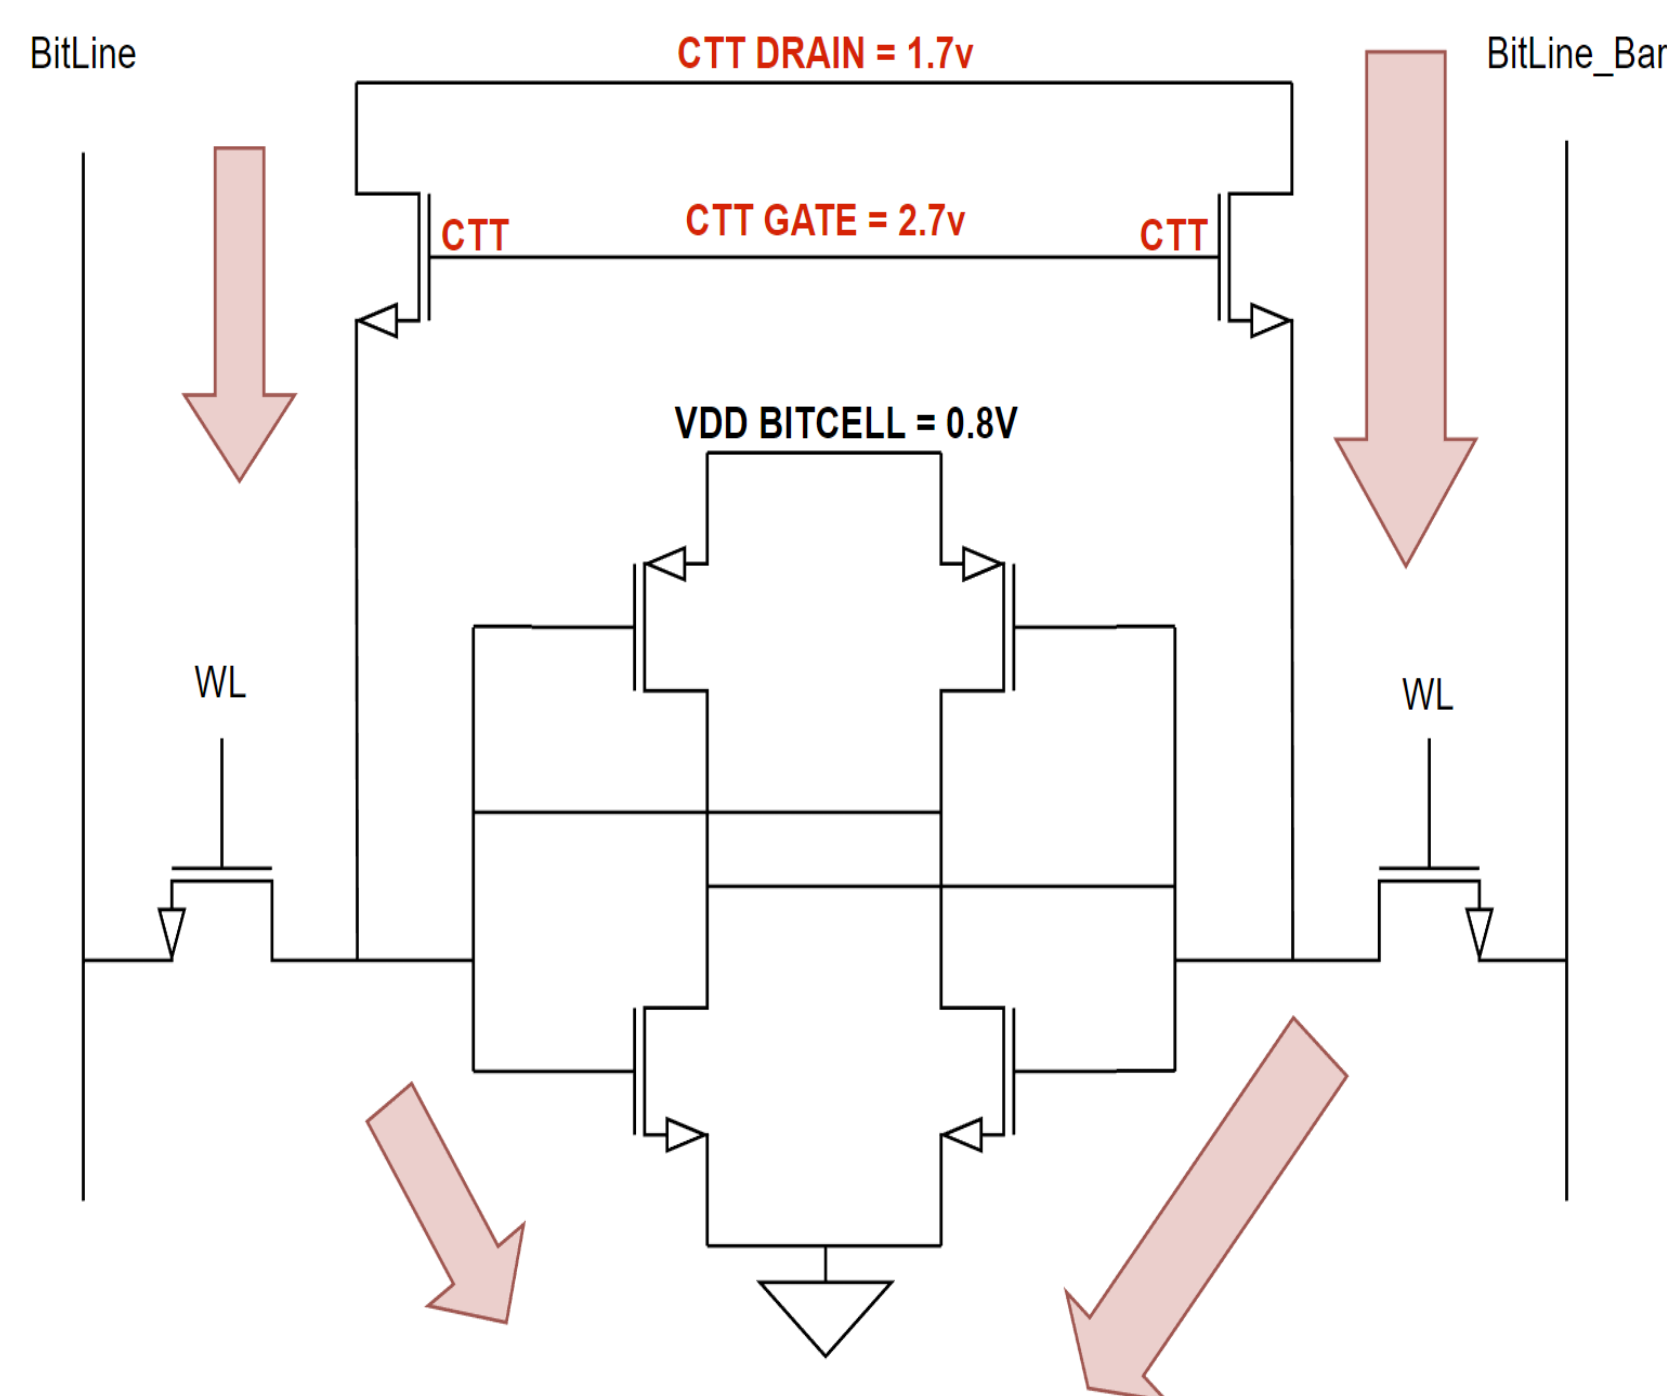 BitLine
CTT DRAIN = 1.7v
BitLine_Bar
CTT
CTT GATE = 2.7v
CTT
VDD BITCELL = 0.8V
WL
WL